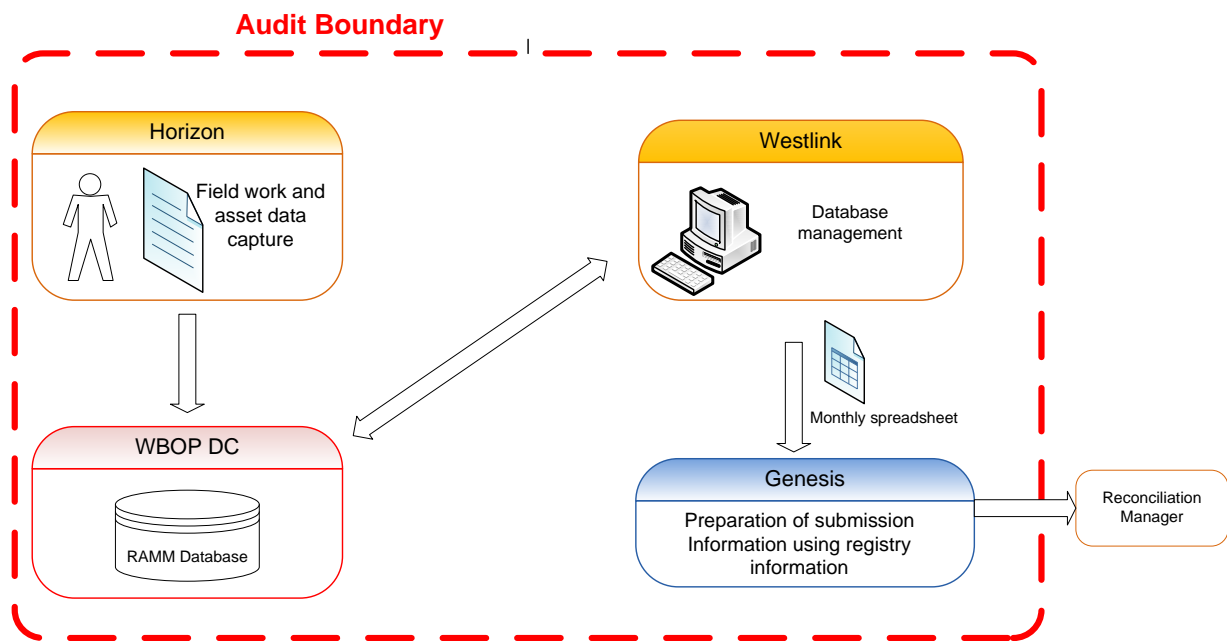 Audit Boundary
Horizon
Field work and
asset data
capture
Westlink
Database
management
Monthly spreadsheet
WBOP DC
RAMM Database
Genesis
Preparation of submission
Information using registry
information
Reconciliation
Manager